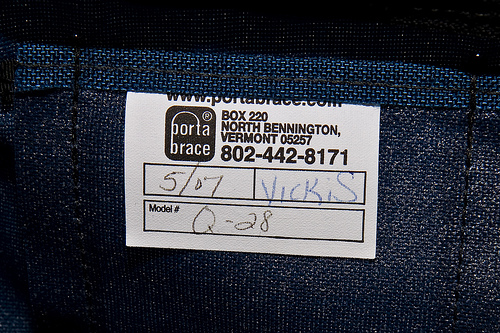 www.portabrace.com
porta brace ®
BOX 220
NORTH BENNINGTON,
VERMONT 05257
802-442-8171
5/07 VICKiS
Model # Q-28